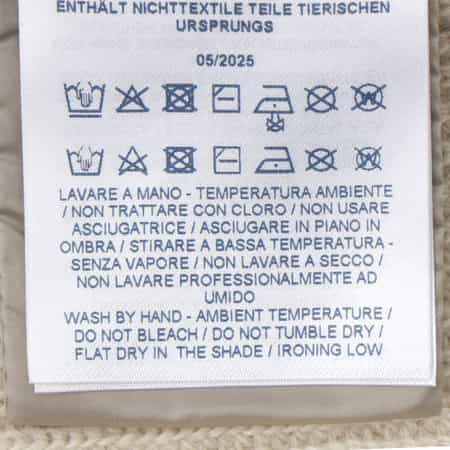 ENTHÄLT NICHTTEXTILE TEILE TIERISCHEN
URSPRUNGS
05/2025
LAVARE A MANO - TEMPERATURA AMBIENTE
/ NON TRATTARE CON CLORO / NON USARE
ASCIUGATRICE / ASCIUGARE IN PIANO IN
OMBRA / STIRARE A BASSA TEMPERATURA -
SENZA VAPORE / NON LAVARE A SECCO /
NON LAVARE PROFESSIONALMENTE AD
UMIDO
WASH BY HAND - AMBIENT TEMPERATURE /
DO NOT BLEACH / DO NOT TUMBLE DRY /
FLAT DRY IN THE SHADE / IRONING LOW